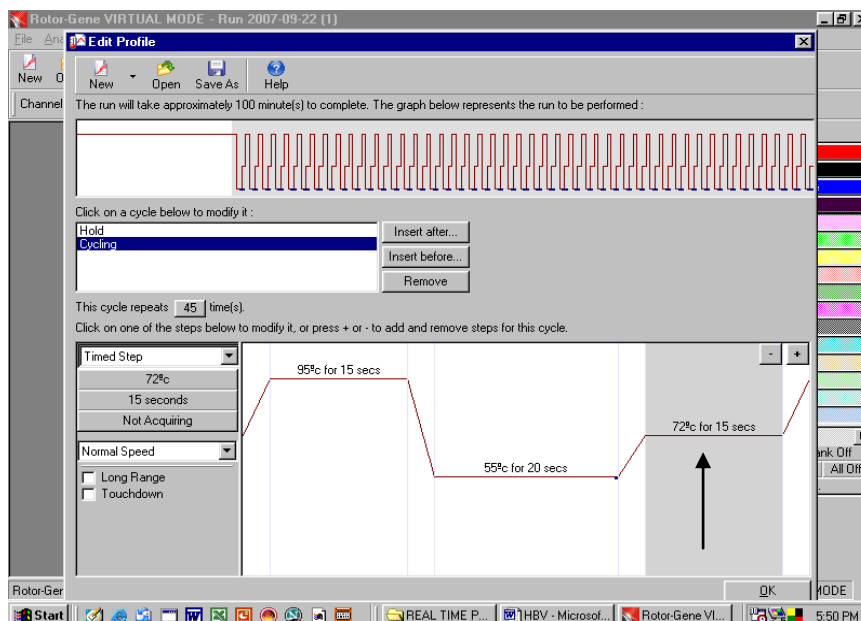 Rotor-Gene VIRTUAL MODE - Run 2007-09-22 (1)
File Ana
Edit Profile
New O
New Open Save As Help
Channel
The run will take approximately 100 minute(s) to complete. The graph below represents the run to be performed :
Click on a cycle below to modify it :
Hold
Cycling
Insert after...
Insert before...
Remove
This cycle repeats 45 time(s).
Click on one of the steps below to modify it, or press + or - to add and remove steps for this cycle.
Timed Step
72ºc
15 seconds
Not Acquiring
Normal Speed
Long Range
Touchdown
- +
95ºc for 15 secs
55ºc for 20 secs
72ºc for 15 secs
ank Off
All Off
OK
Rotor-Ger
MODE
Start
REAL TIME P...
HBV - Microsof...
Rotor-Gene VI...
5:50 PM